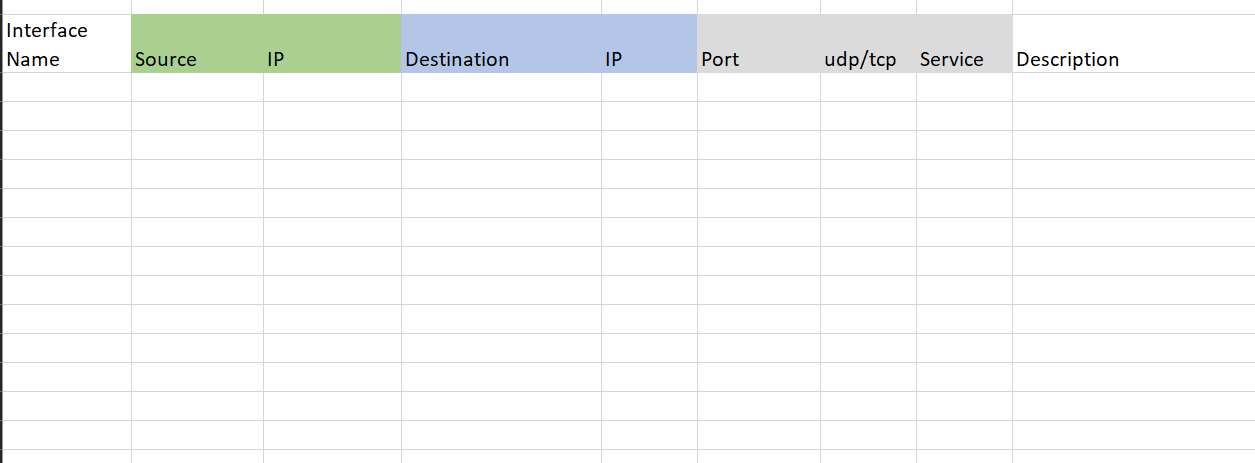 Interface
Name Source IP Destination IP Port udp/tcp Service Description